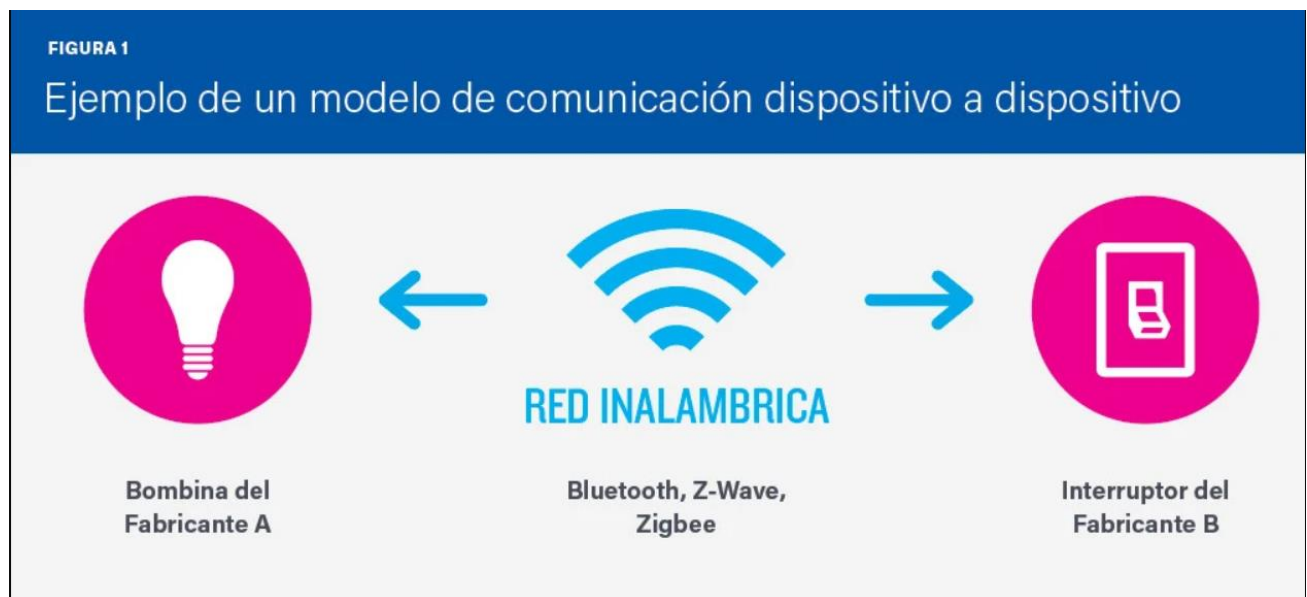 FIGURA 1
Ejemplo de un modelo de comunicación dispositivo a dispositivo
RED INALAMBRICA
Bombina del
Fabricante A
Bluetooth, Z-Wave,
Zigbee
Interruptor del
Fabricante B